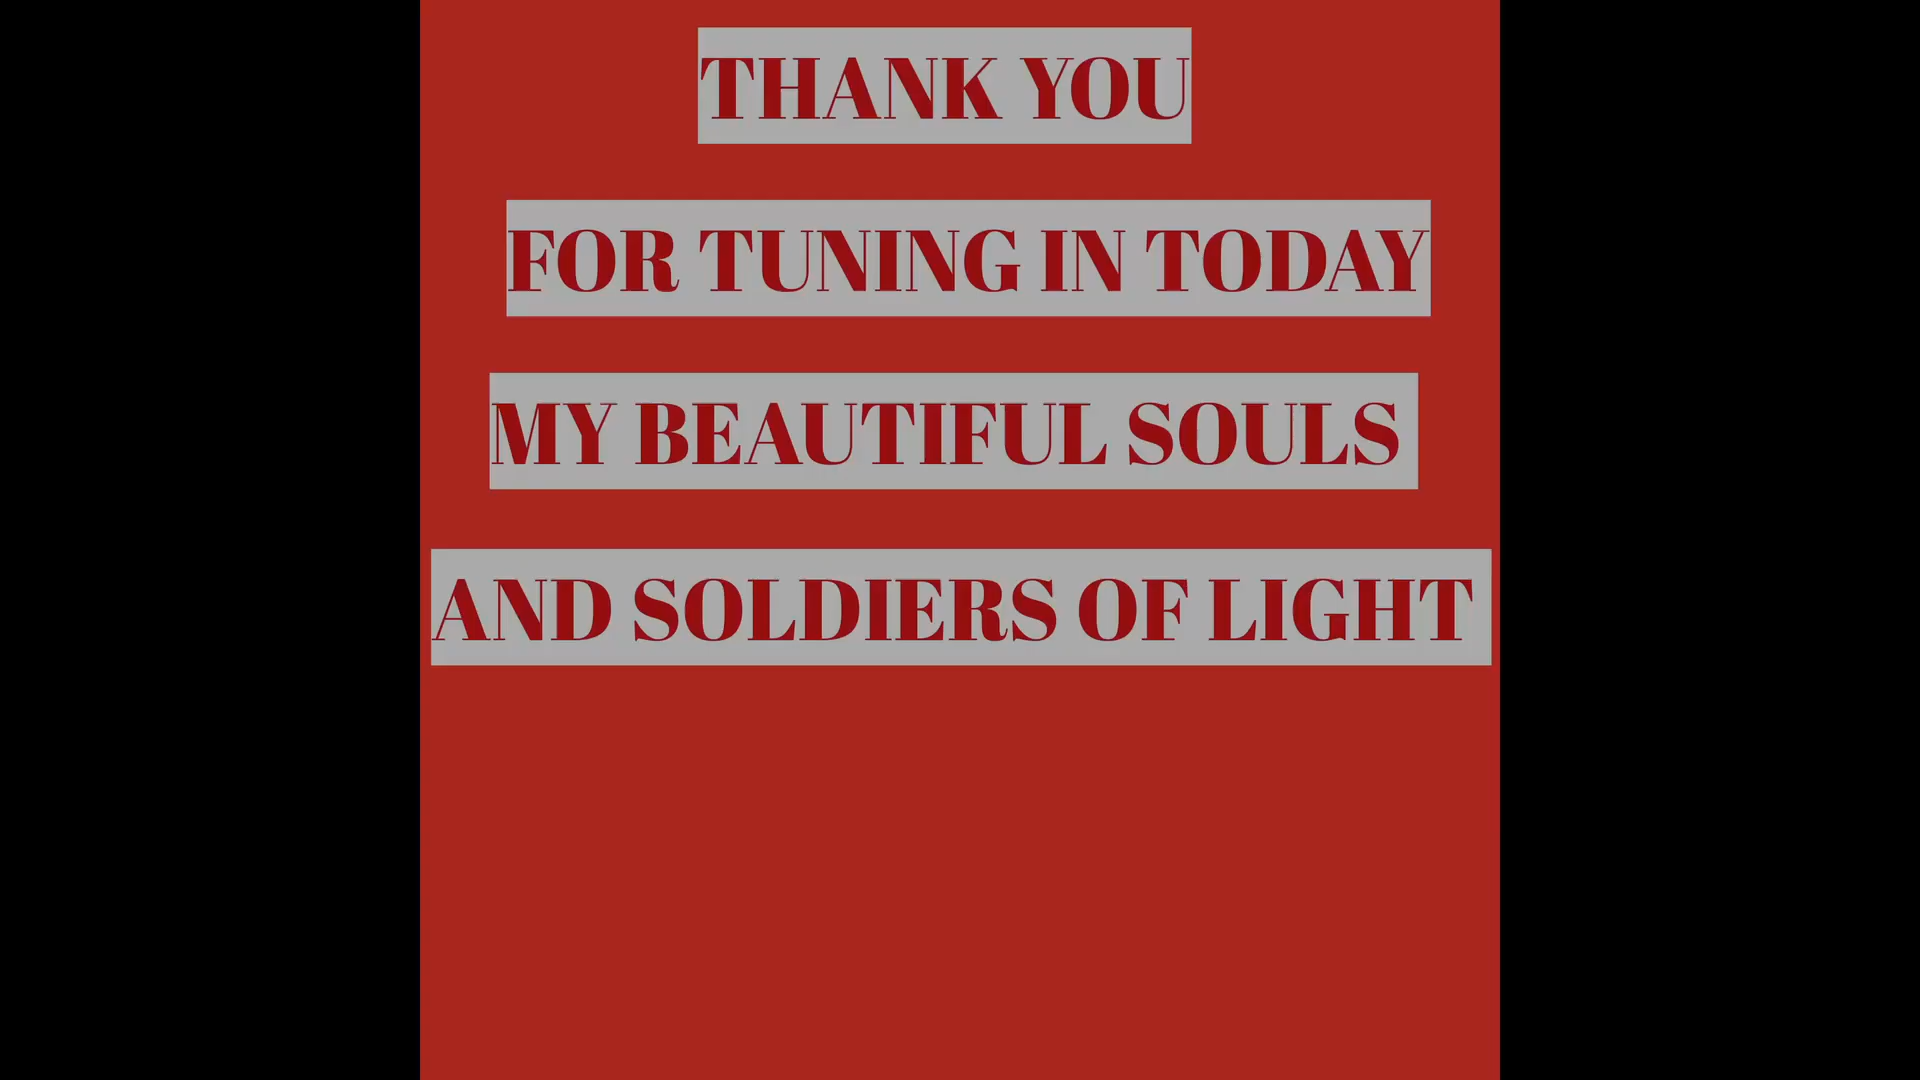 THANK YOU
FOR TUNING IN TODAY
MY BEAUTIFUL SOULS
AND SOLDIERS OF LIGHT